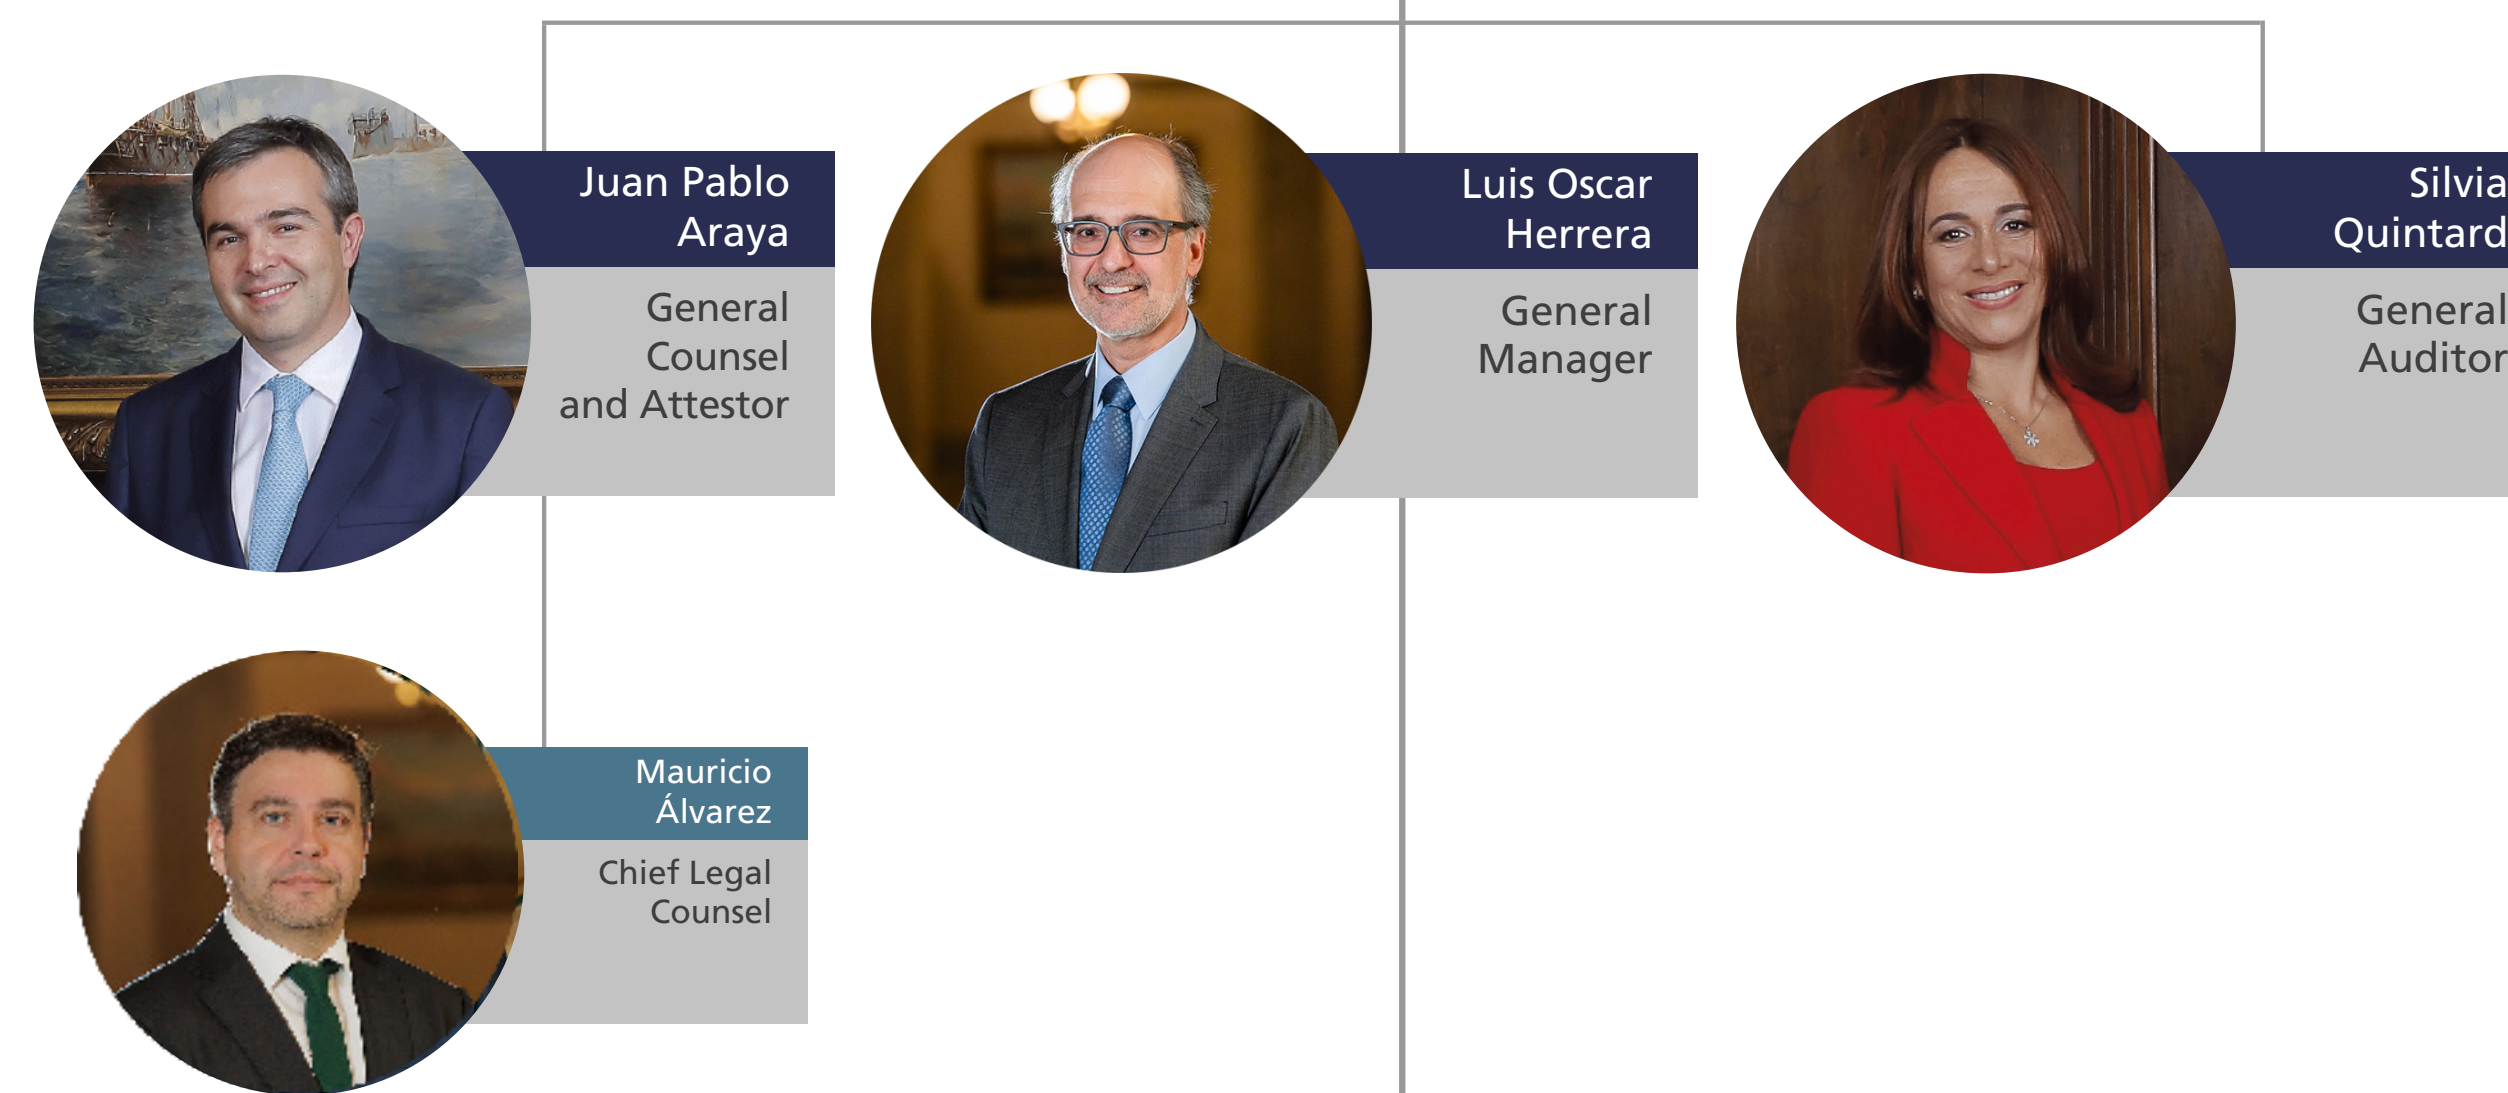 Juan Pablo
Araya
General
Counsel
and Attestor
Luis Oscar
Herrera
General
Manager
Silvia
Quintard
General
Auditor
Mauricio
Álvarez
Chief Legal
Counsel